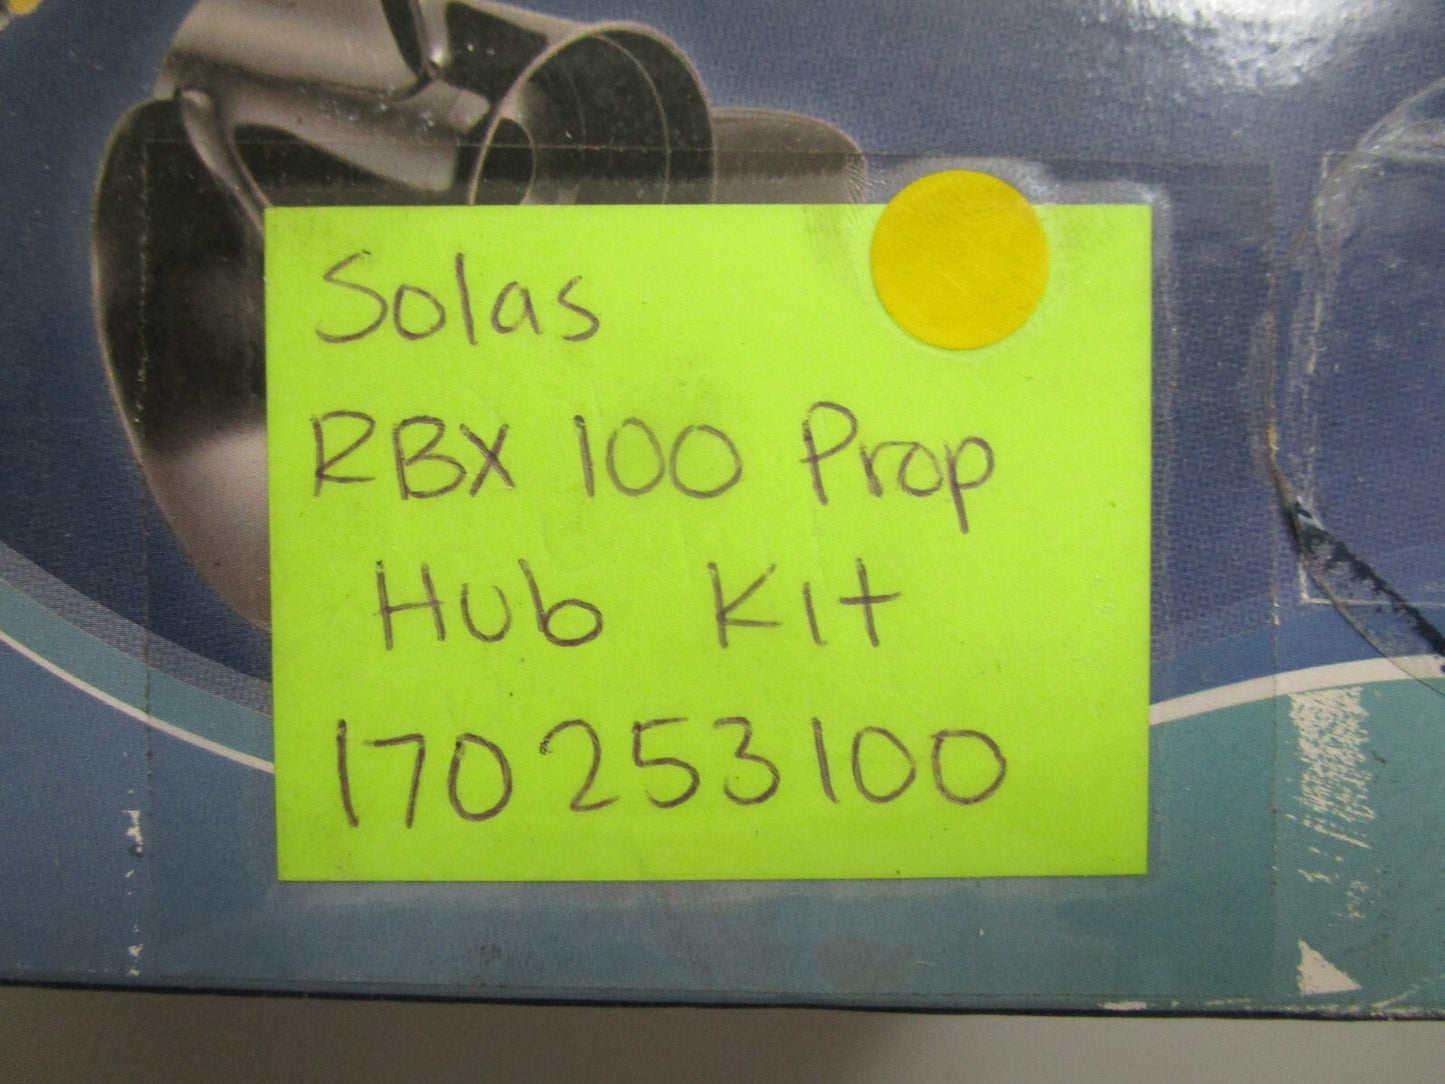 Solas
RBX 100 Prop
Hub Kit
170253100